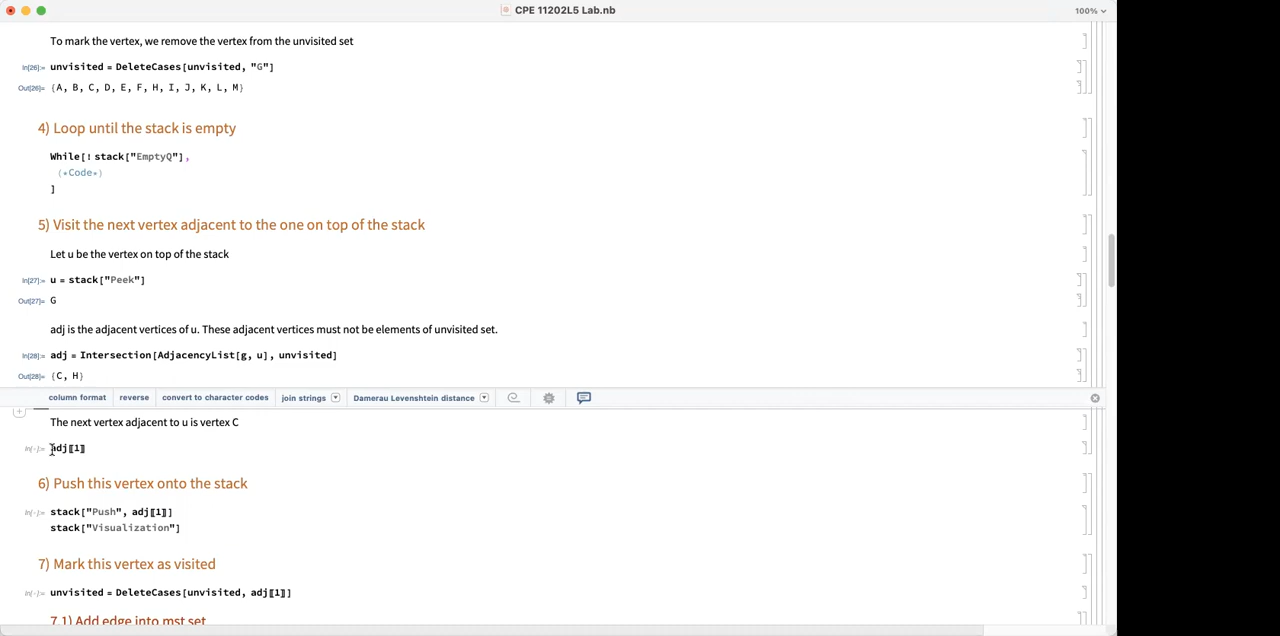 CPE 11202L5 Lab.nb
100%
To mark the vertex, we remove the vertex from the unvisited set
In[26]:= unvisited = DeleteCases[unvisited, "G"]
Out[26]= {A, B, C, D, E, F, H, I, J, K, L, M}
4) Loop until the stack is empty
While[! stack["EmptyQ"],
(*Code*)
]
5) Visit the next vertex adjacent to the one on top of the stack
Let u be the vertex on top of the stack
In[27]:= u = stack["Peek"]
Out[27]= G
adj is the adjacent vertices of u. These adjacent vertices must not be elements of unvisited set.
In[28]:= adj = Intersection[AdjacencyList[g, u], unvisited]
Out[28]= {C, H}
column format reverse convert to character codes join strings Damerau Levenshtein distance
The next vertex adjacent to u is vertex C
In[·]:= adj〚1〛
6) Push this vertex onto the stack
In[·]:= stack["Push", adj〚1〛]
stack["Visualization"]
7) Mark this vertex as visited
In[·]:= unvisited = DeleteCases[unvisited, adj〚1〛]
7.1) Add edge into mst set